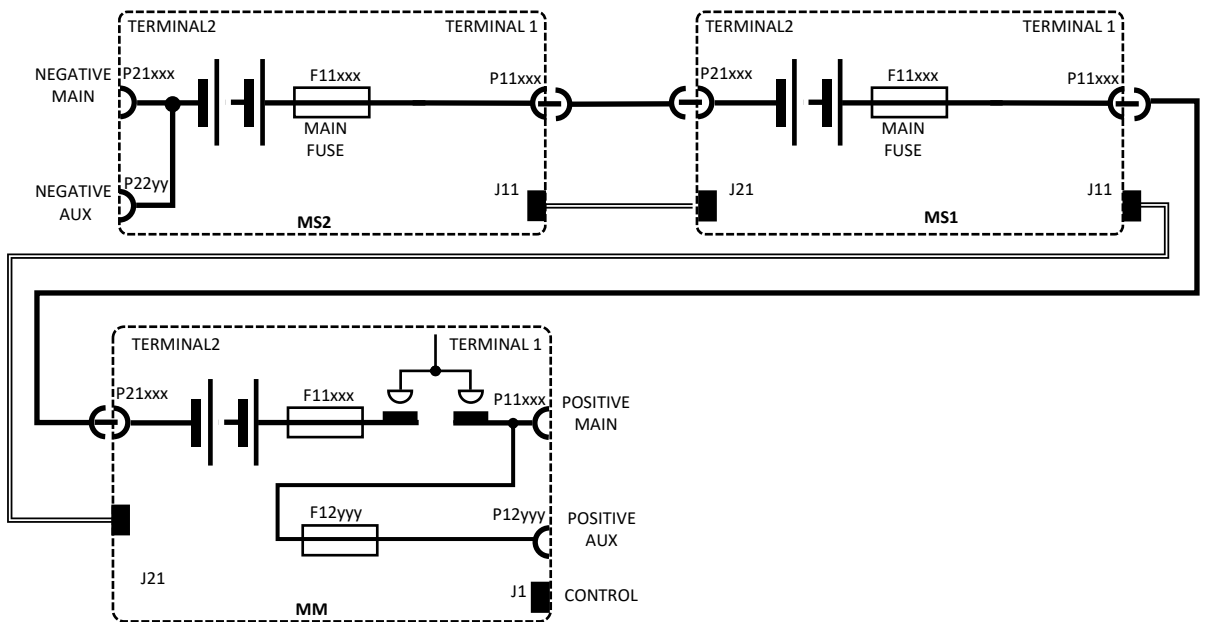 TERMINAL2
TERMINAL 1
TERMINAL2
TERMINAL 1
NEGATIVE
MAIN
P21xxx
F11xxx
P11xxx
P21xxx
F11xxx
P11xxx
MAIN
FUSE
MAIN
FUSE
NEGATIVE
AUX
P22yy
J11
J21
J11
MS2
MS1
TERMINAL2
TERMINAL 1
P21xxx
F11xxx
P11xxx
POSITIVE
MAIN
F12yyy
P12yyy
POSITIVE
AUX
J21
J1
CONTROL
MM